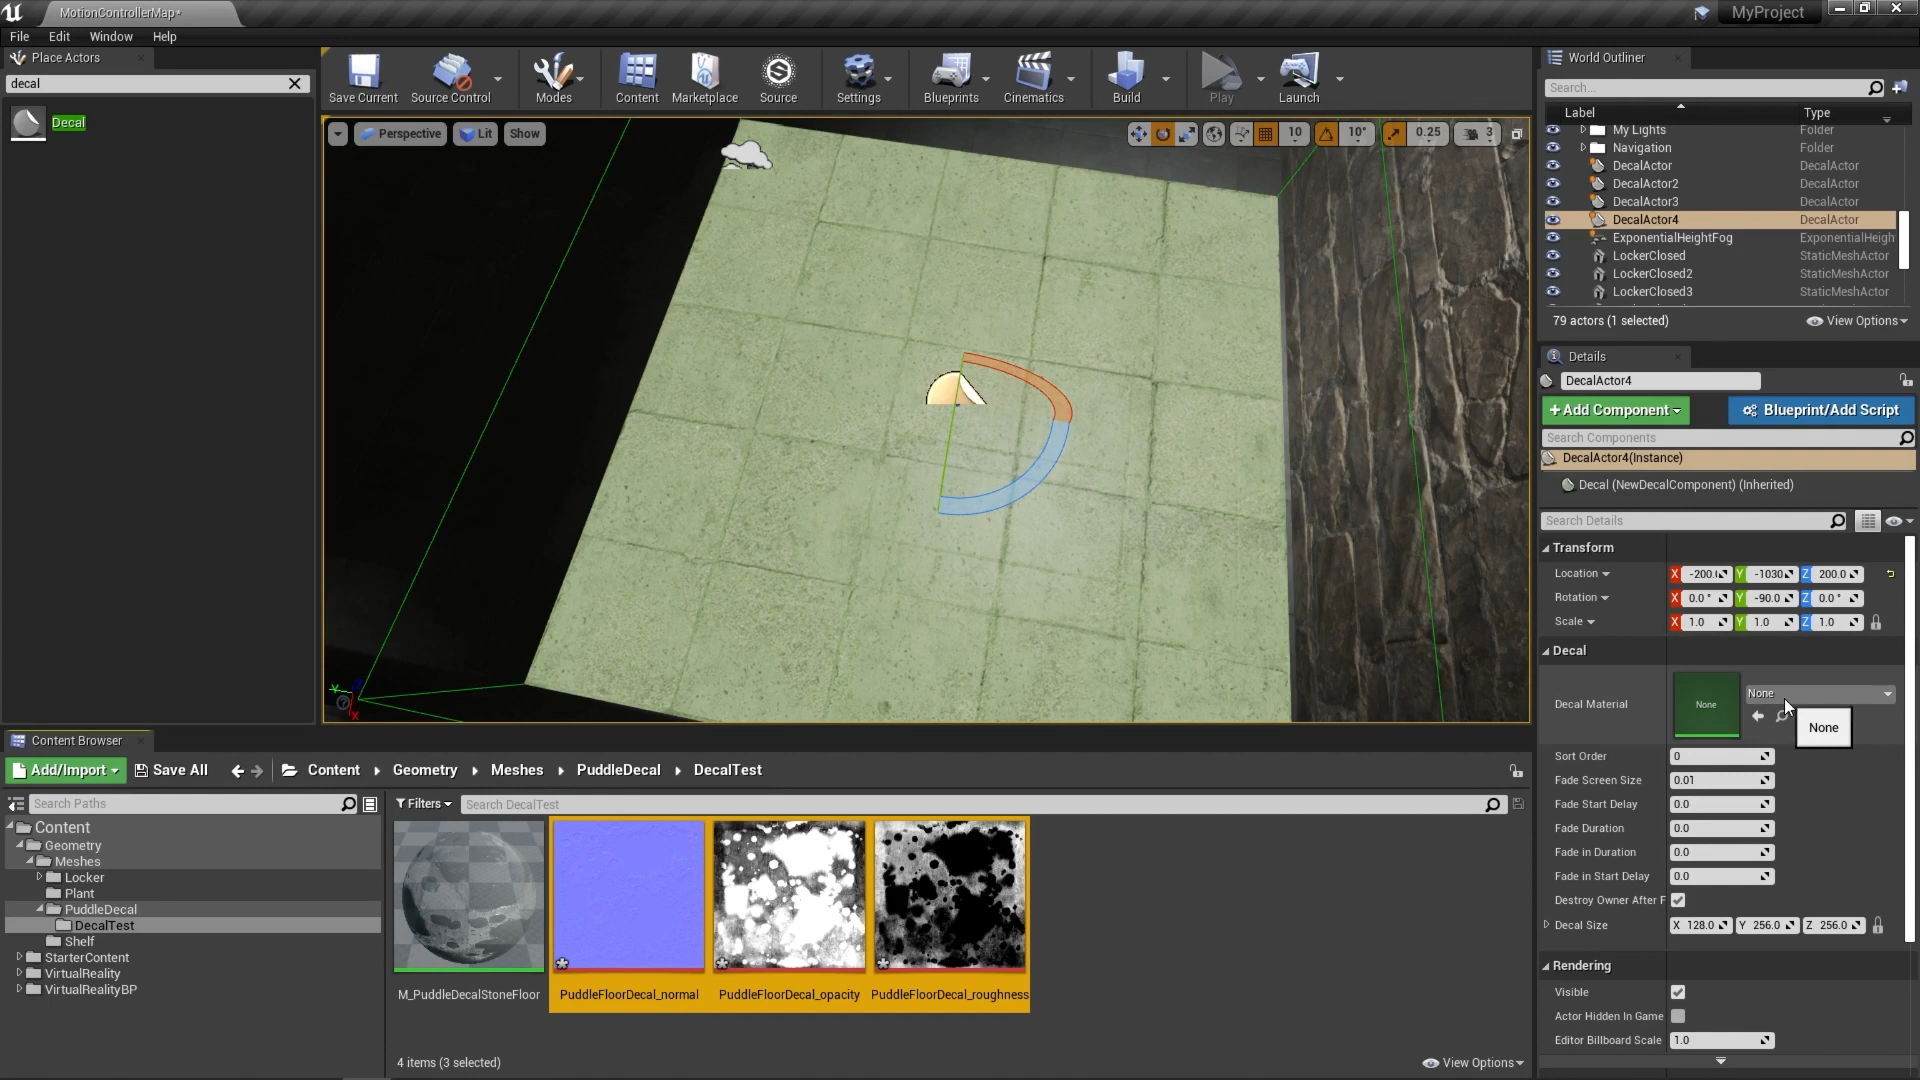 MotionControllerMap*
MyProject
File Edit Window Help
Place Actors
decal
Decal
Save Current Source Control Modes Content Marketplace Source Settings Blueprints Cinematics Build Play Launch
Perspective Lit Show
10 10° 0.25 3
World Outliner
Search...
Label Type
My Lights Folder
Navigation Folder
DecalActor DecalActor
DecalActor2 DecalActor
DecalActor3 DecalActor
DecalActor4 DecalActor
ExponentialHeightFog ExponentialHeigh
LockerClosed StaticMeshActor
LockerClosed2 StaticMeshActor
LockerClosed3 StaticMeshActor
79 actors (1 selected) View Options
Details
DecalActor4
+Add Component Blueprint/Add Script
Search Components
DecalActor4(Instance)
Decal (NewDecalComponent) (Inherited)
Search Details
Transform
Location X -200.( Y -1030 Z 200.0
Rotation X 0.0 ° Y -90.0 Z 0.0 °
Scale X 1.0 Y 1.0 Z 1.0
Decal
Decal Material None None
None
Sort Order 0
Fade Screen Size 0.01
Fade Start Delay 0.0
Fade Duration 0.0
Fade in Duration 0.0
Fade in Start Delay 0.0
Destroy Owner After F
Decal Size X 128.0 Y 256.0 Z 256.0
Rendering
Visible
Actor Hidden In Game
Editor Billboard Scale 1.0
Y Z X
Content Browser
Add/Import Save All Content Geometry Meshes PuddleDecal DecalTest
Search Paths
Filters Search DecalTest
Content
Geometry
Meshes
Locker
Plant
PuddleDecal
DecalTest
Shelf
StarterContent
VirtualReality
VirtualRealityBP
M_PuddleDecalStoneFloor PuddleFloorDecal_normal PuddleFloorDecal_opacity PuddleFloorDecal_roughness
4 items (3 selected) View Options